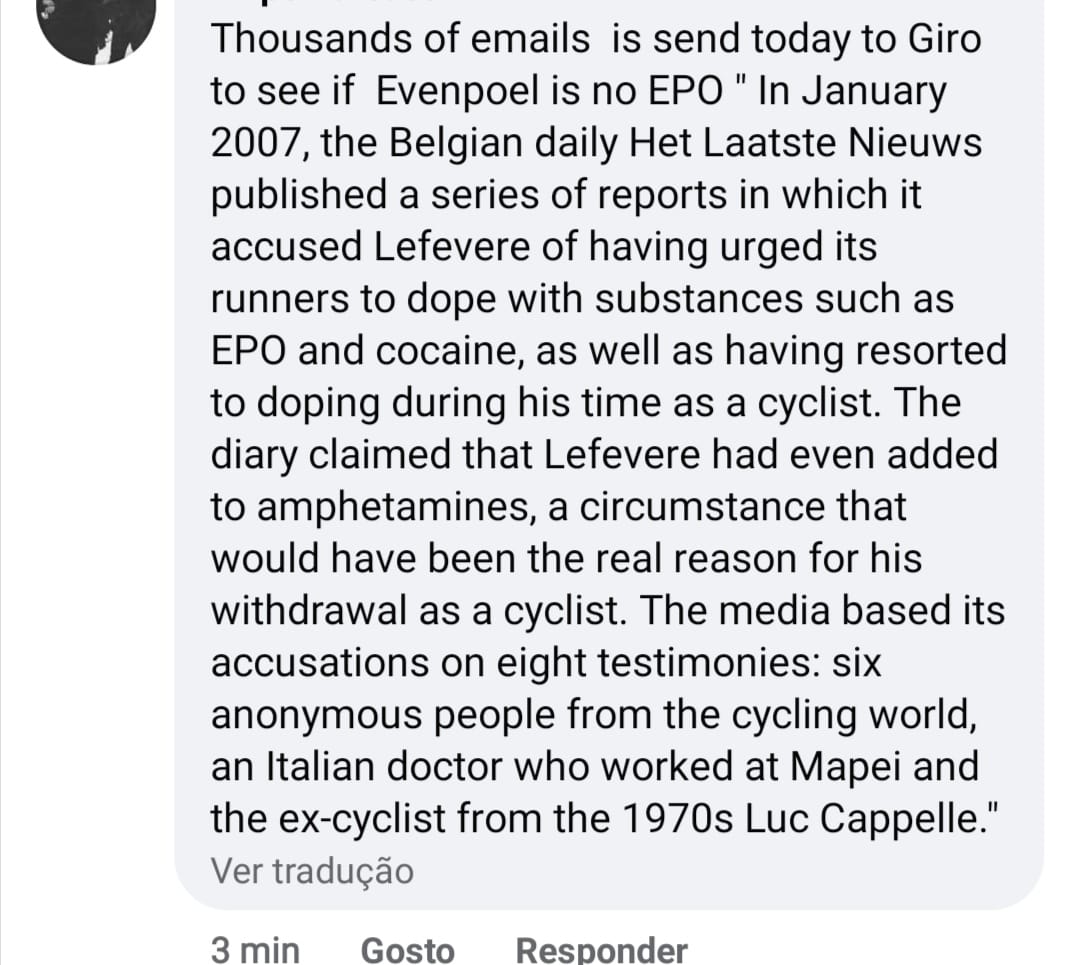 Thousands of emails  is send today to Giro
to see if  Evenpoel is no EPO " In January
2007, the Belgian daily Het Laatste Nieuws
published a series of reports in which it
accused Lefevere of having urged its
runners to dope with substances such as
EPO and cocaine, as well as having resorted
to doping during his time as a cyclist. The
diary claimed that Lefevere had even added
to amphetamines, a circumstance that
would have been the real reason for his
withdrawal as a cyclist. The media based its
accusations on eight testimonies: six
anonymous people from the cycling world,
an Italian doctor who worked at Mapei and
the ex-cyclist from the 1970s Luc Cappelle."
Ver tradução
3 min Gosto Responder